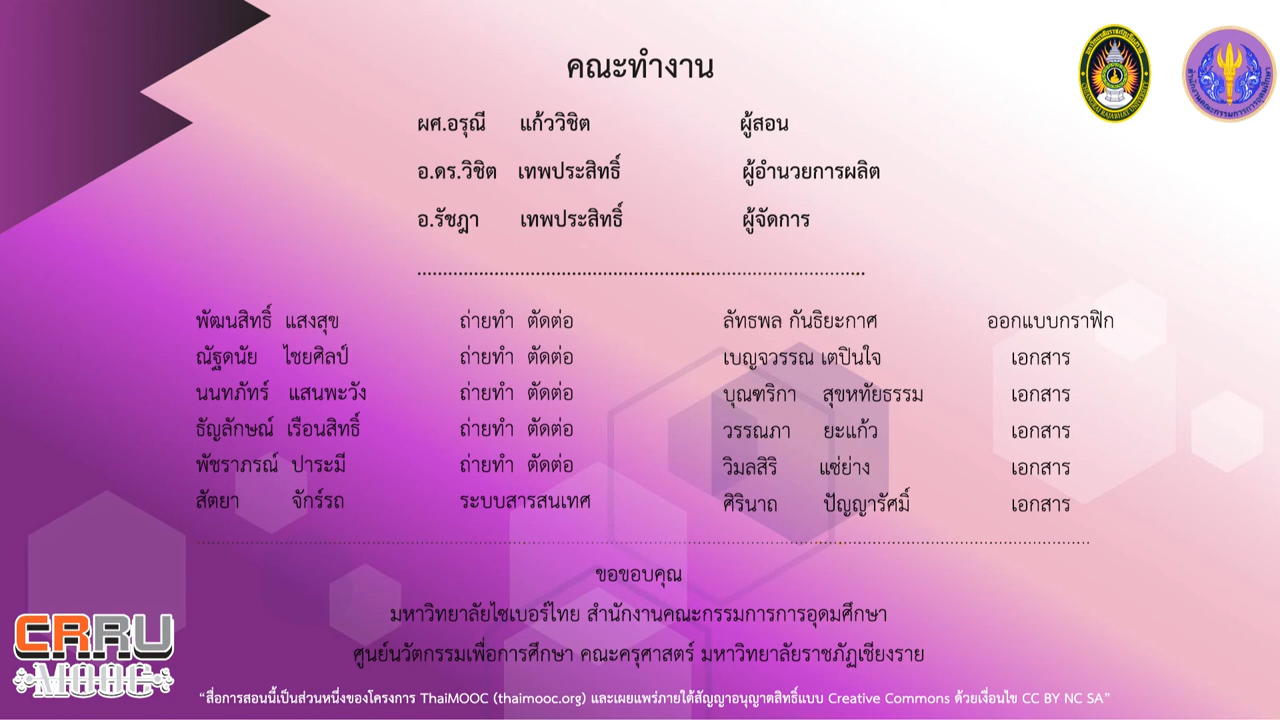 คณะทำงาน
ผศ.อรุณี แก้ววิชิต ผู้สอน
อ.ดร.วิชิต เทพประสิทธิ์ ผู้อำนวยการผลิต
อ.รัชฎา เทพประสิทธิ์ ผู้จัดการ
พัฒนสิทธิ์ แสงสุข ถ่ายทำ ตัดต่อ ลัทธพล กันธิยะกาศ ออกแบบกราฟิก
ณัฐดนัย ไชยศิลป์ ถ่ายทำ ตัดต่อ เบญจวรรณ เตปินใจ เอกสาร
นนทภัทร์ แสนพะวัง ถ่ายทำ ตัดต่อ บุณฑริกา สุขหทัยธรรม เอกสาร
ธัญลักษณ์ เรือนสิทธิ์ ถ่ายทำ ตัดต่อ วรรณภา ยะแก้ว เอกสาร
พัชราภรณ์ ปาระมี ถ่ายทำ ตัดต่อ วิมลสิริ แซ่ย่าง เอกสาร
สัตยา จักร์รถ ระบบสารสนเทศ ศิรินาถ ปัญญารัศมิ์ เอกสาร
ขอขอบคุณ
มหาวิทยาลัยไซเบอร์ไทย สำนักงานคณะกรรมการการอุดมศึกษา
ศูนย์นวัตกรรมเพื่อการศึกษา คณะครุศาสตร์ มหาวิทยาลัยราชภัฏเชียงราย
CRRU
MOOC
“สื่อการสอนนี้เป็นส่วนหนึ่งของโครงการ ThaiMOOC (thaimooc.org) และเผยแพร่ภายใต้สัญญาอนุญาตสิทธิ์แบบ Creative Commons ด้วยเงื่อนไข CC BY NC SA”